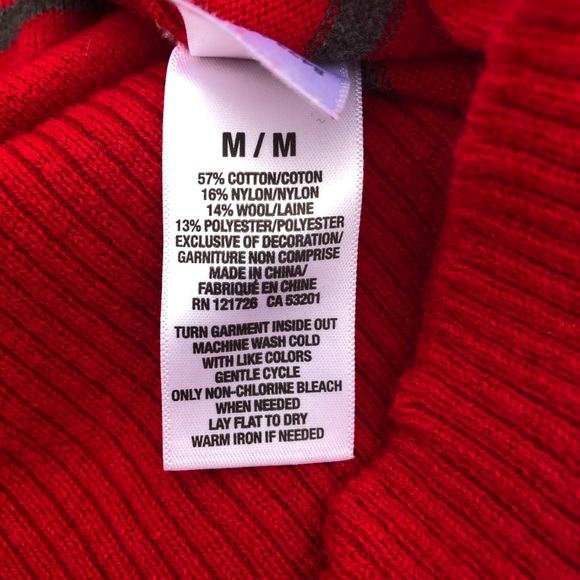 M / M
57% COTTON/COTON
16% NYLON/NYLON
14% WOOL/LAINE
13% POLYESTER/POLYESTER
EXCLUSIVE OF DECORATION/
GARNITURE NON COMPRISE
MADE IN CHINA/
FABRIQUÉ EN CHINE
RN 121726 CA 53201
TURN GARMENT INSIDE OUT
MACHINE WASH COLD
WITH LIKE COLORS
GENTLE CYCLE
ONLY NON-CHLORINE BLEACH
WHEN NEEDED
LAY FLAT TO DRY
WARM IRON IF NEEDED